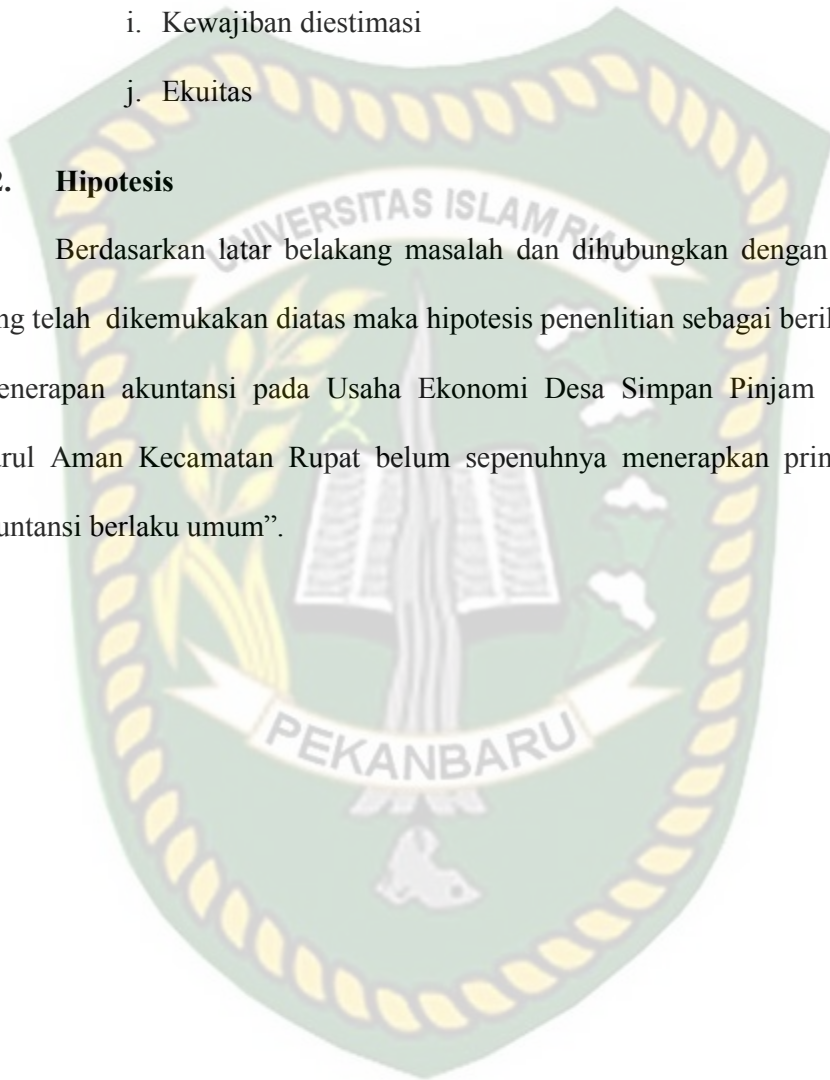 i. Kewajiban diestimasi
j. Ekuitas
2. Hipotesis
UNIVERSITAS ISLAM RIAU
Berdasarkan latar belakang masalah dan dihubungkan dengan
ng telah dikemukakan diatas maka hipotesis penenlitian sebagai beril
enerapan akuntansi pada Usaha Ekonomi Desa Simpan Pinjam
arul Aman Kecamatan Rupat belum sepenuhnya menerapkan prin
untansi berlaku umum”.
PEKANBARU